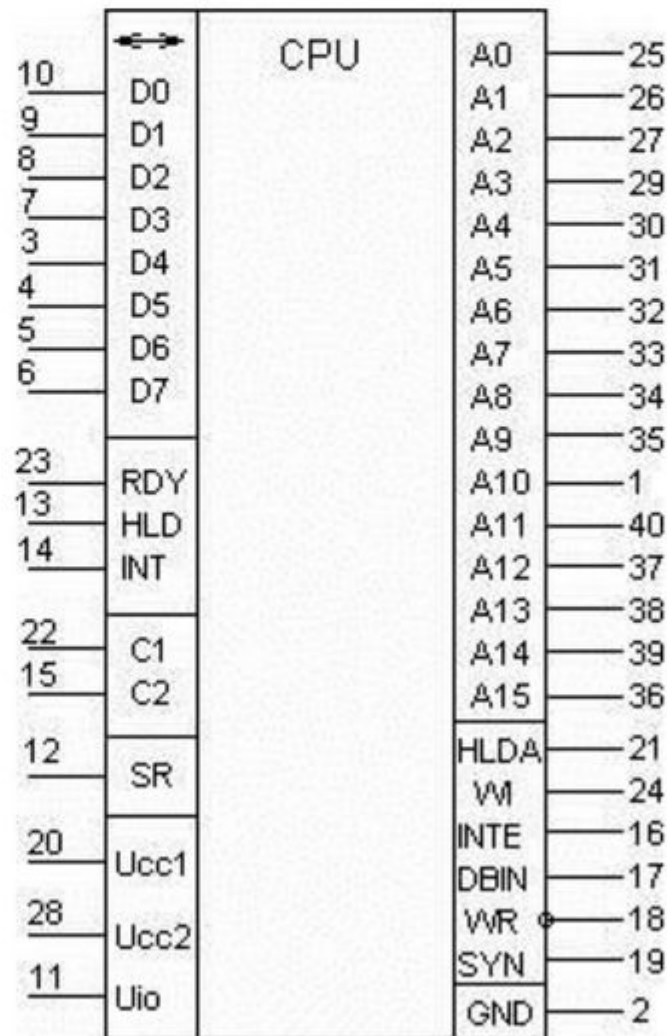 CPU
10 D0
9 D1
8 D2
7 D3
3 D4
4 D5
5 D6
6 D7
23 RDY
13 HLD
14 INT
22 C1
15 C2
12 SR
20 Ucc1
28 Ucc2
11 Uio
A0 25
A1 26
A2 27
A3 29
A4 30
A5 31
A6 32
A7 33
A8 34
A9 35
A10 1
A11 40
A12 37
A13 38
A14 39
A15 36
HLDA 21
WI 24
INTE 16
DBIN 17
WR 18
SYN 19
GND 2